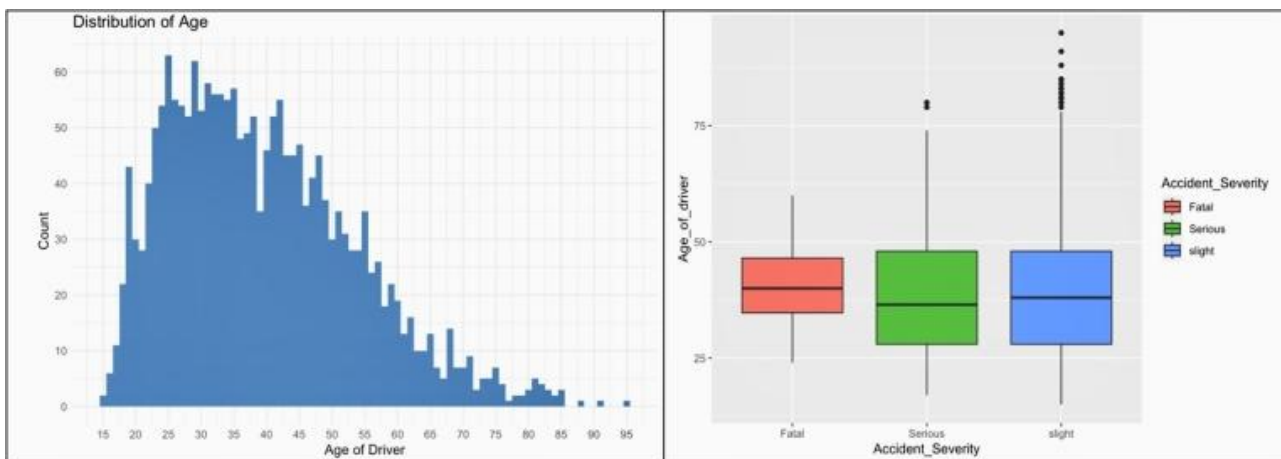 Distribution of Age
60
50
40
30
20
10
0
Count
15 20 25 30 35 40 45 50 55 60 65 70 75 80 85 90 95
Age of Driver
75
50
25
Age_of_driver
Fatal Serious slight
Accident_Severity
Accident_Severity
Fatal
Serious
slight